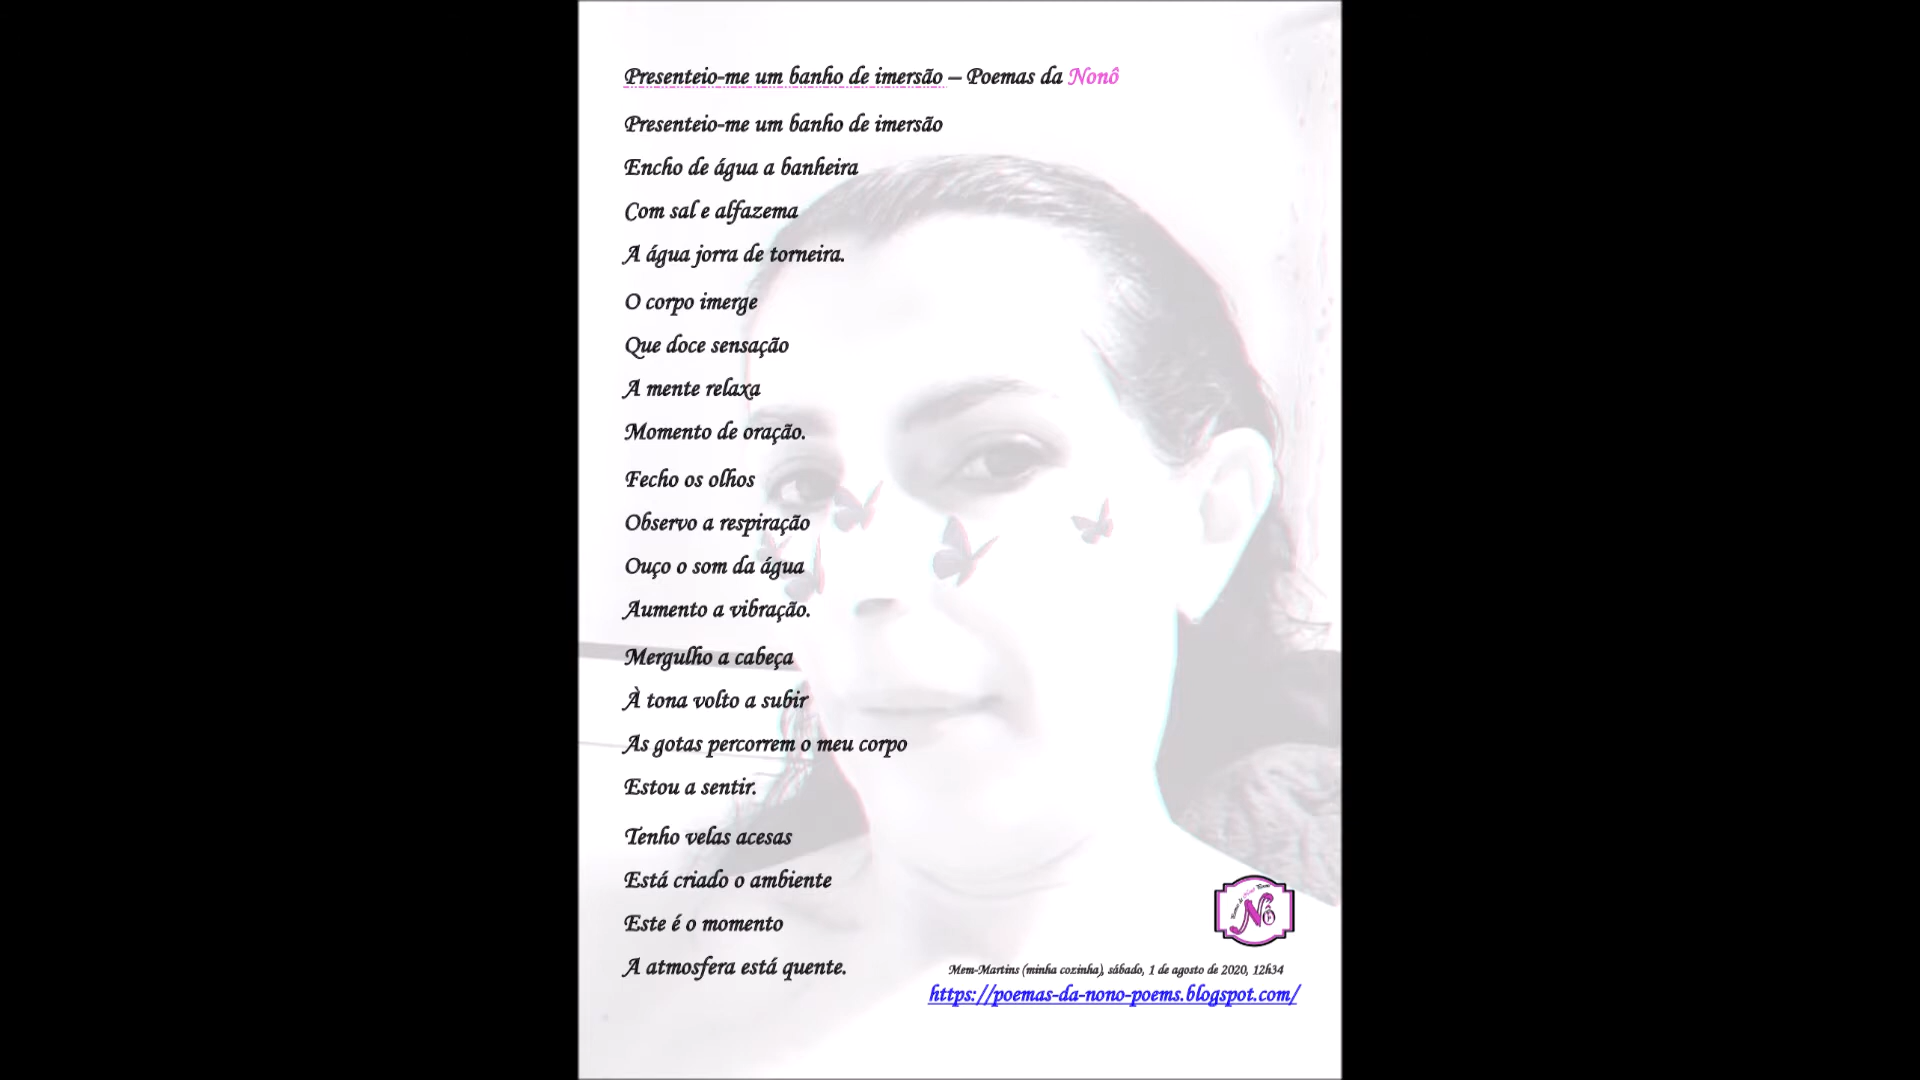 Presenteio-me um banho de imersão – Poemas da Nonô
Presenteio-me um banho de imersão
Encho de água a banheira
Com sal e alfazema
A água jorra de torneira.
O corpo imerge
Que doce sensação
A mente relaxa
Momento de oração.
Fecho os olhos
Observo a respiração
Ouço o som da água
Aumento a vibração.
Mergulho a cabeça
À tona volto a subir
As gotas percorrem o meu corpo
Estou a sentir.
Tenho velas acesas
Está criado o ambiente
Este é o momento
A atmosfera está quente.
Nô
Mem-Martins (minha cozinha), sábado, 1 de agosto de 2020, 12h34
https://poemas-da-nono-poems.blogspot.com/